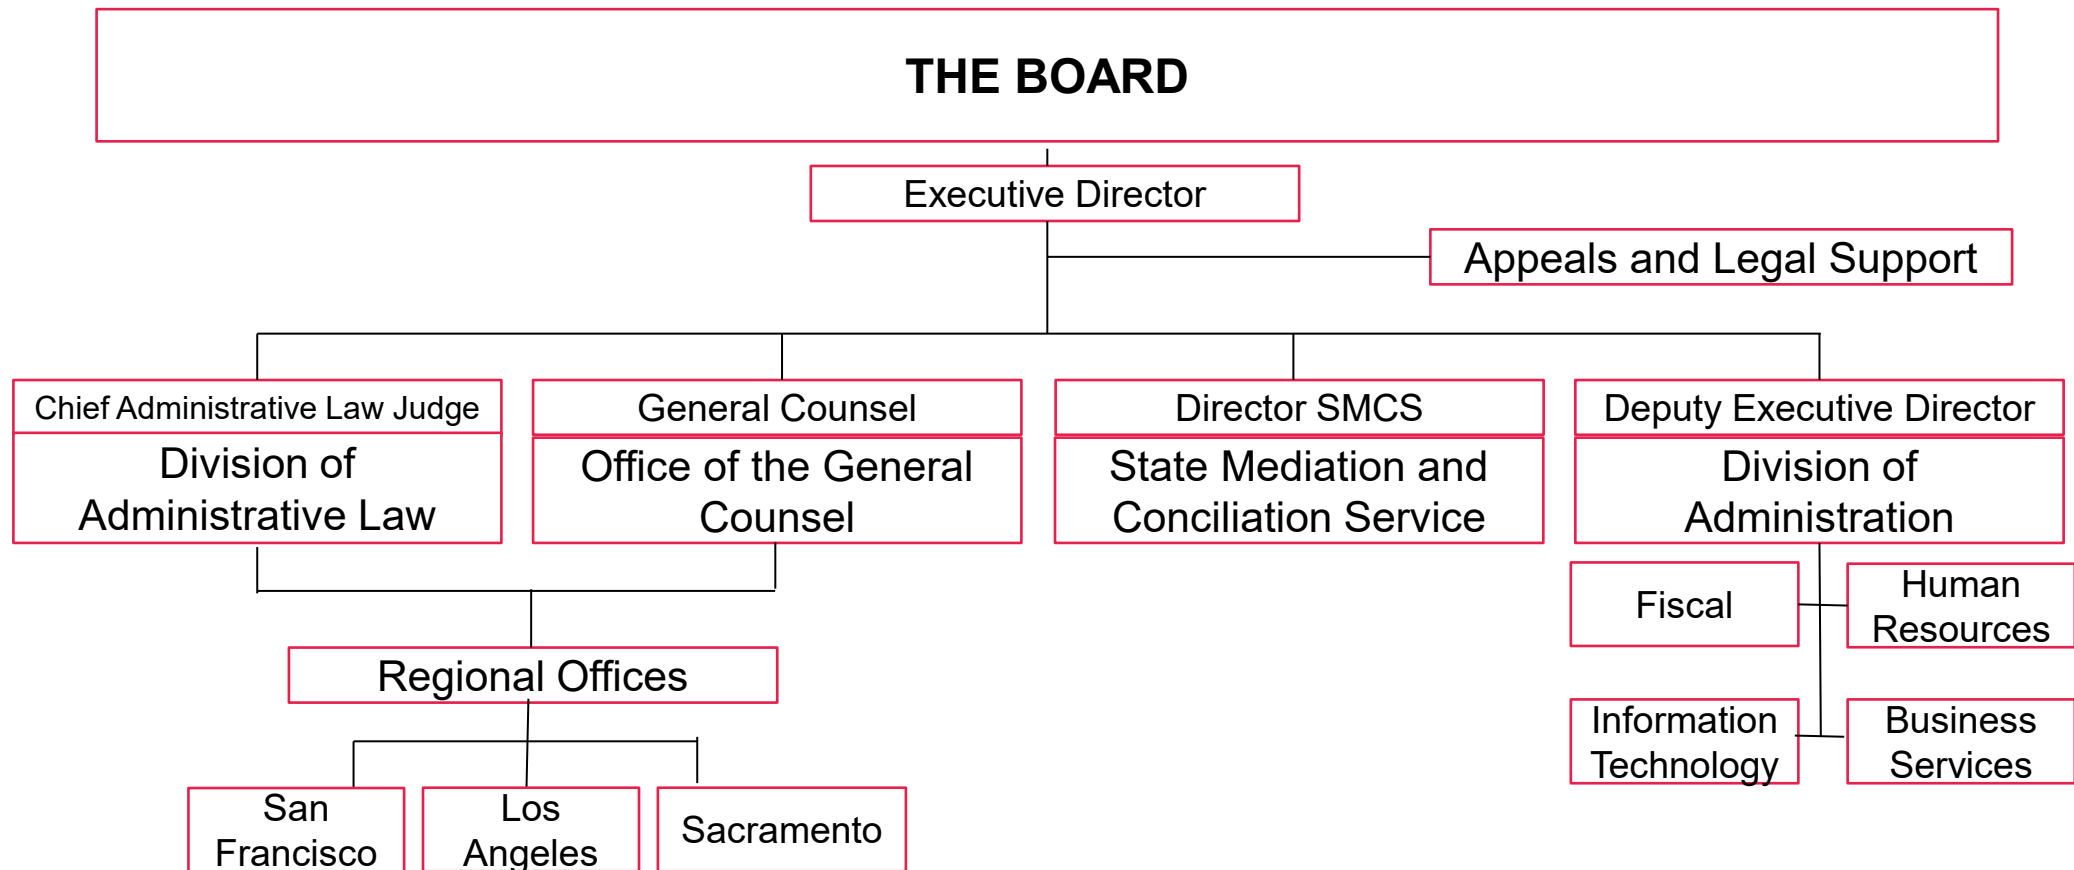 THE BOARD
Executive Director
Appeals and Legal Support
Chief Administrative Law Judge
Division of
Administrative Law
General Counsel
Office of the General
Counsel
Director SMCS
State Mediation and
Conciliation Service
Deputy Executive Director
Division of
Administration
Fiscal
Human
Resources
Information
Technology
Business
Services
Regional Offices
San
Francisco
Los
Angeles
Sacramento